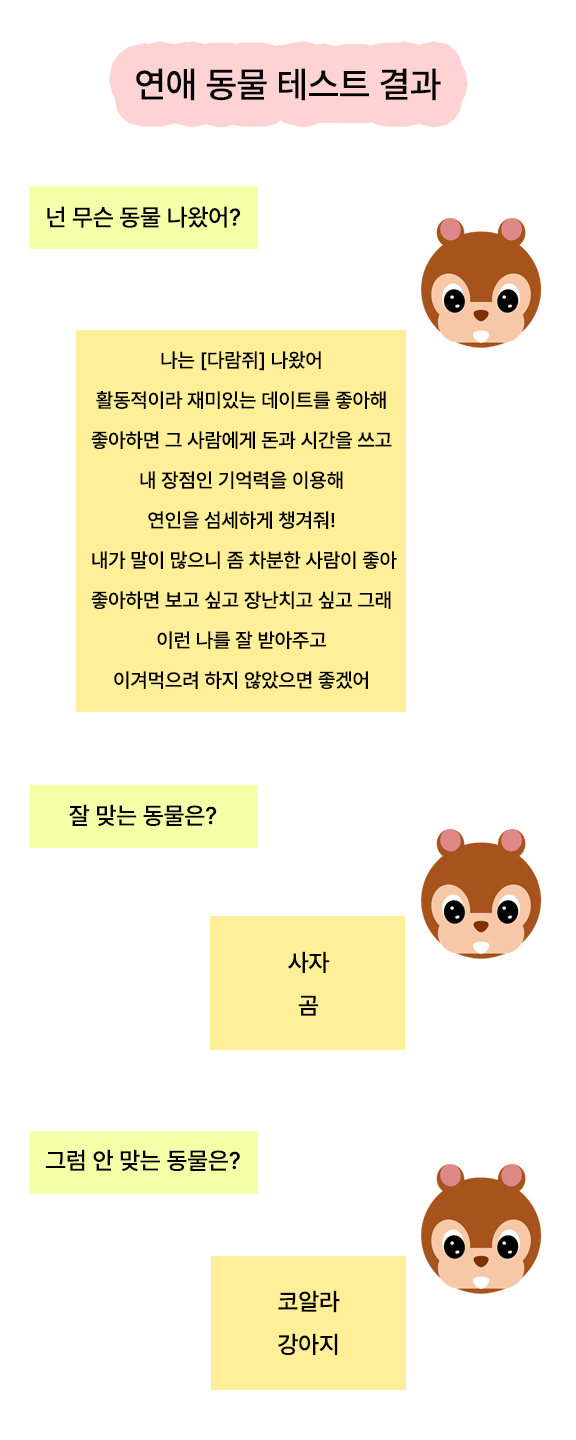 연애 동물 테스트 결과
넌 무슨 동물 나왔어?
나는 [다람쥐] 나왔어
활동적이라 재미있는 데이트를 좋아해
좋아하면 그 사람에게 돈과 시간을 쓰고
내 장점인 기억력을 이용해
연인을 섬세하게 챙겨줘!
내가 말이 많으니 좀 차분한 사람이 좋아
좋아하면 보고 싶고 장난치고 싶고 그래
이런 나를 잘 받아주고
이겨먹으려 하지 않았으면 좋겠어
잘 맞는 동물은?
사자
곰
그럼 안 맞는 동물은?
코알라
강아지